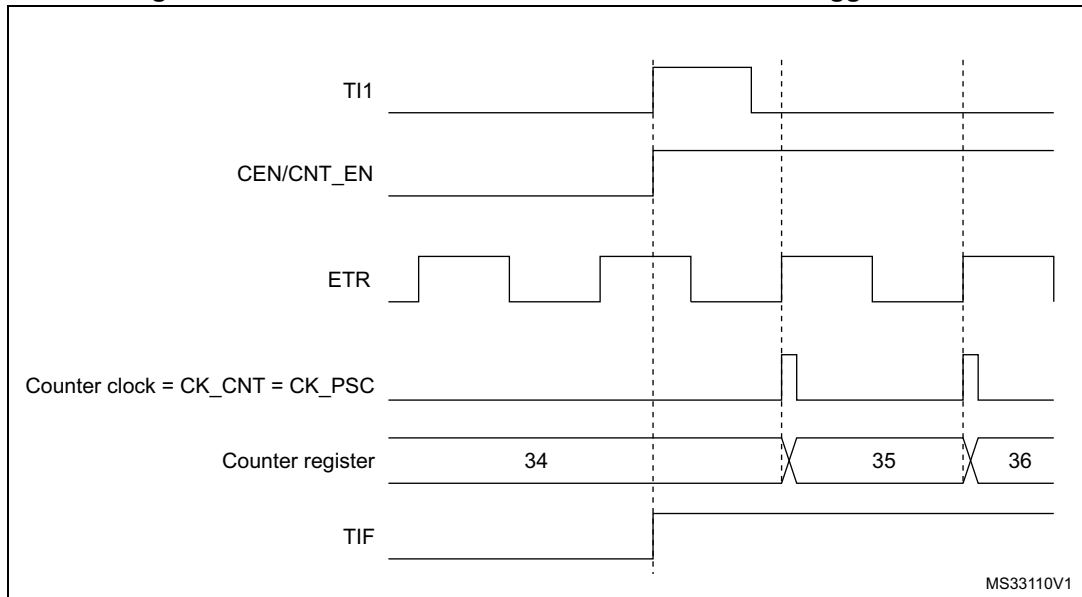 TI1
CEN/CNT_EN
ETR
Counter clock = CK_CNT = CK_PSC
Counter register
34
35
36
TIF
MS33110V1